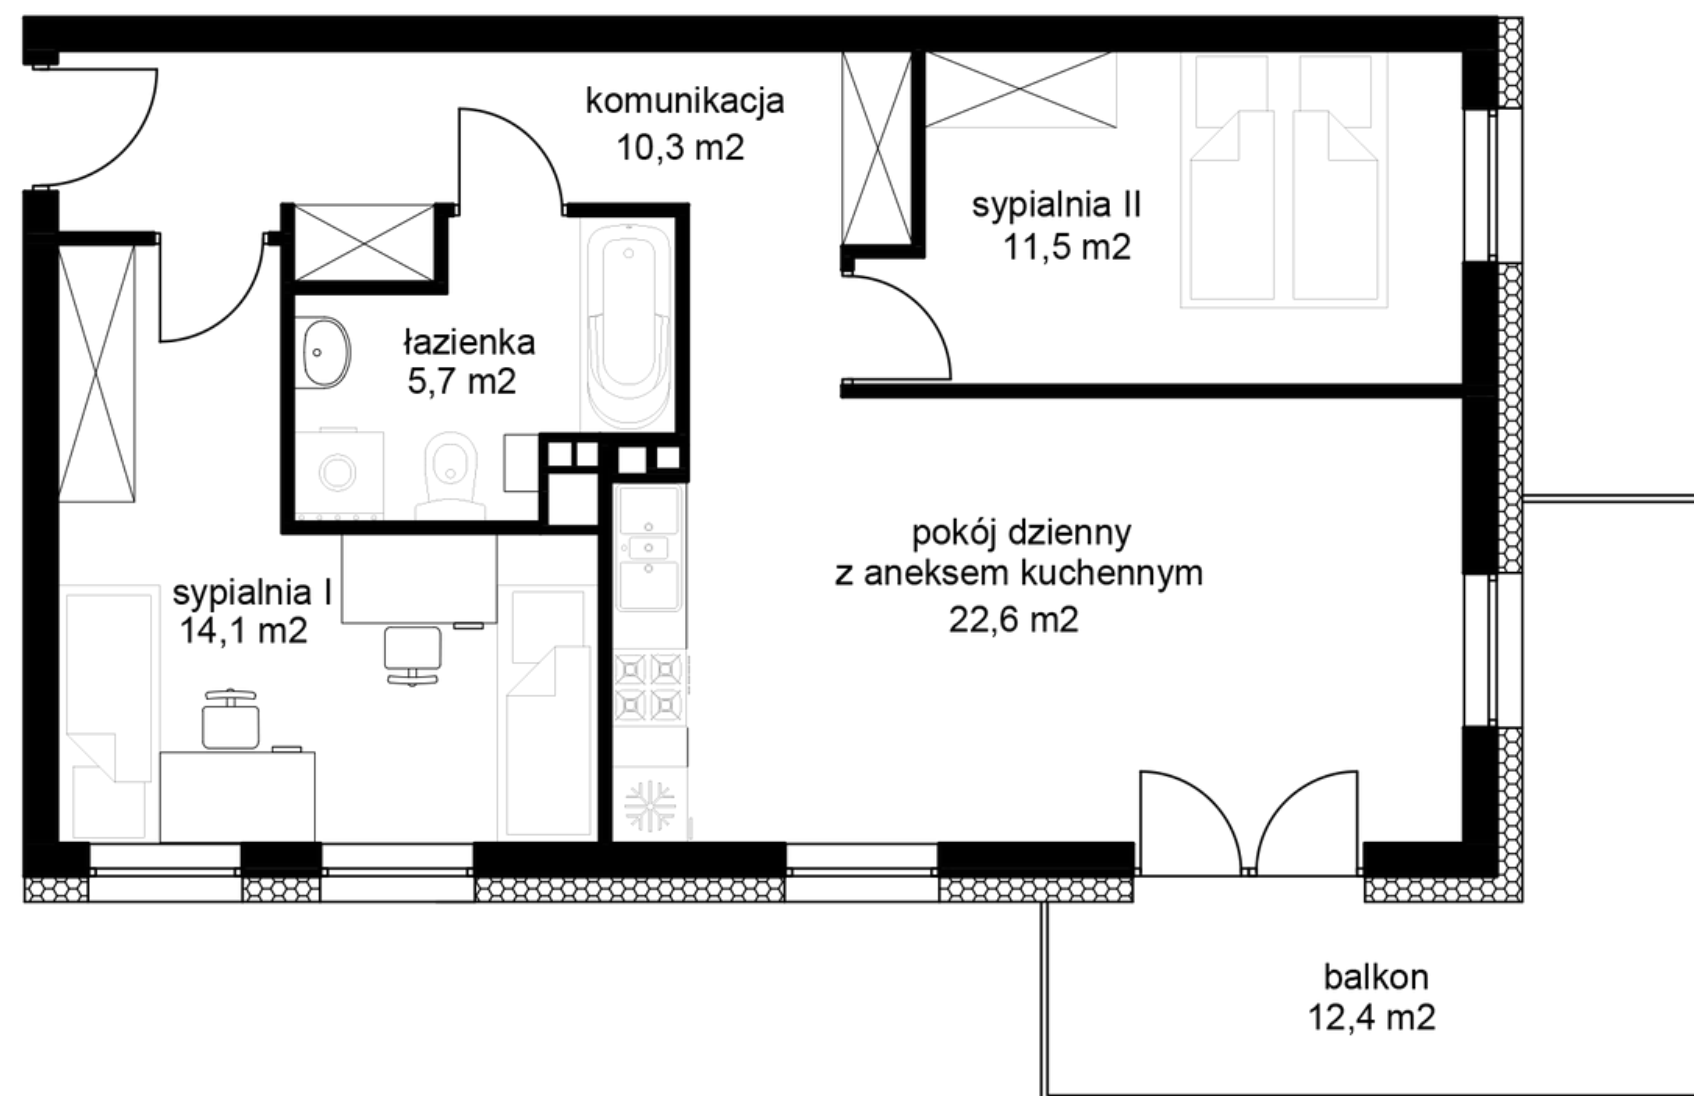 komunikacja
10,3 m2
sypialnia II
11,5 m2
łazienka
5,7 m2
pokój dzienny
z aneksem kuchennym
22,6 m2
sypialnia I
14,1 m2
balkon
12,4 m2